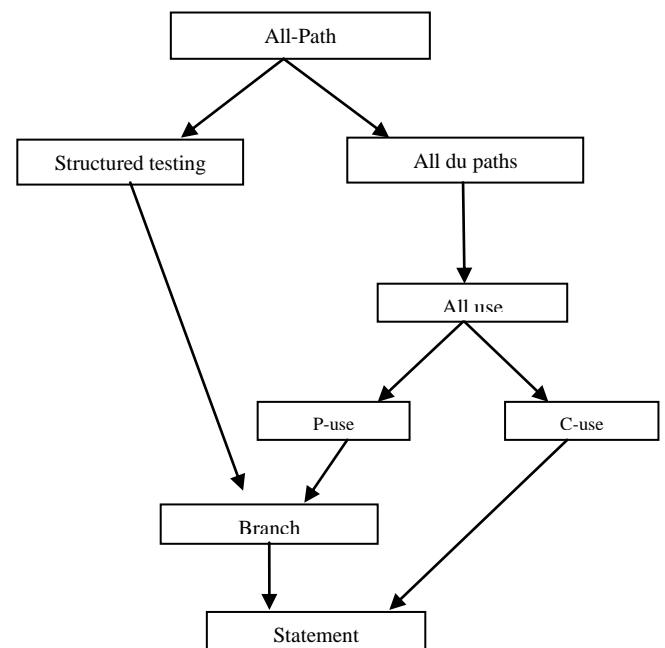 All-Path
Structured testing
All du paths
All use
P-use
C-use
Branch
Statement